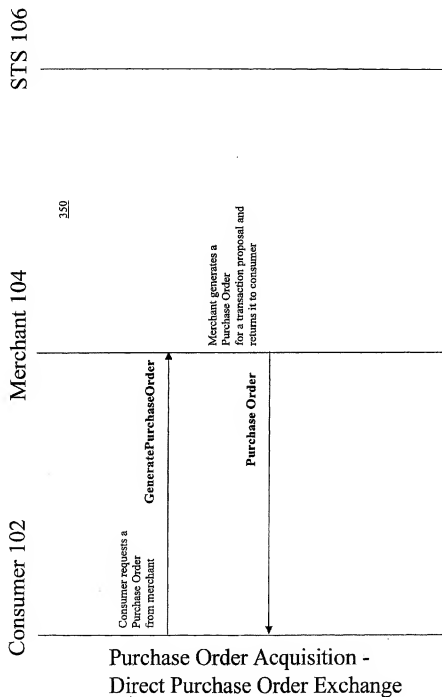 Consumer 102
Merchant 104
STS 106
350
Consumer requests a
Purchase Order
from merchant
GeneratePurchaseOrder
Merchant generates a
Purchase Order
for a transaction proposal and
returns it to consumer
Purchase Order
Purchase Order Acquisition -
Direct Purchase Order Exchange